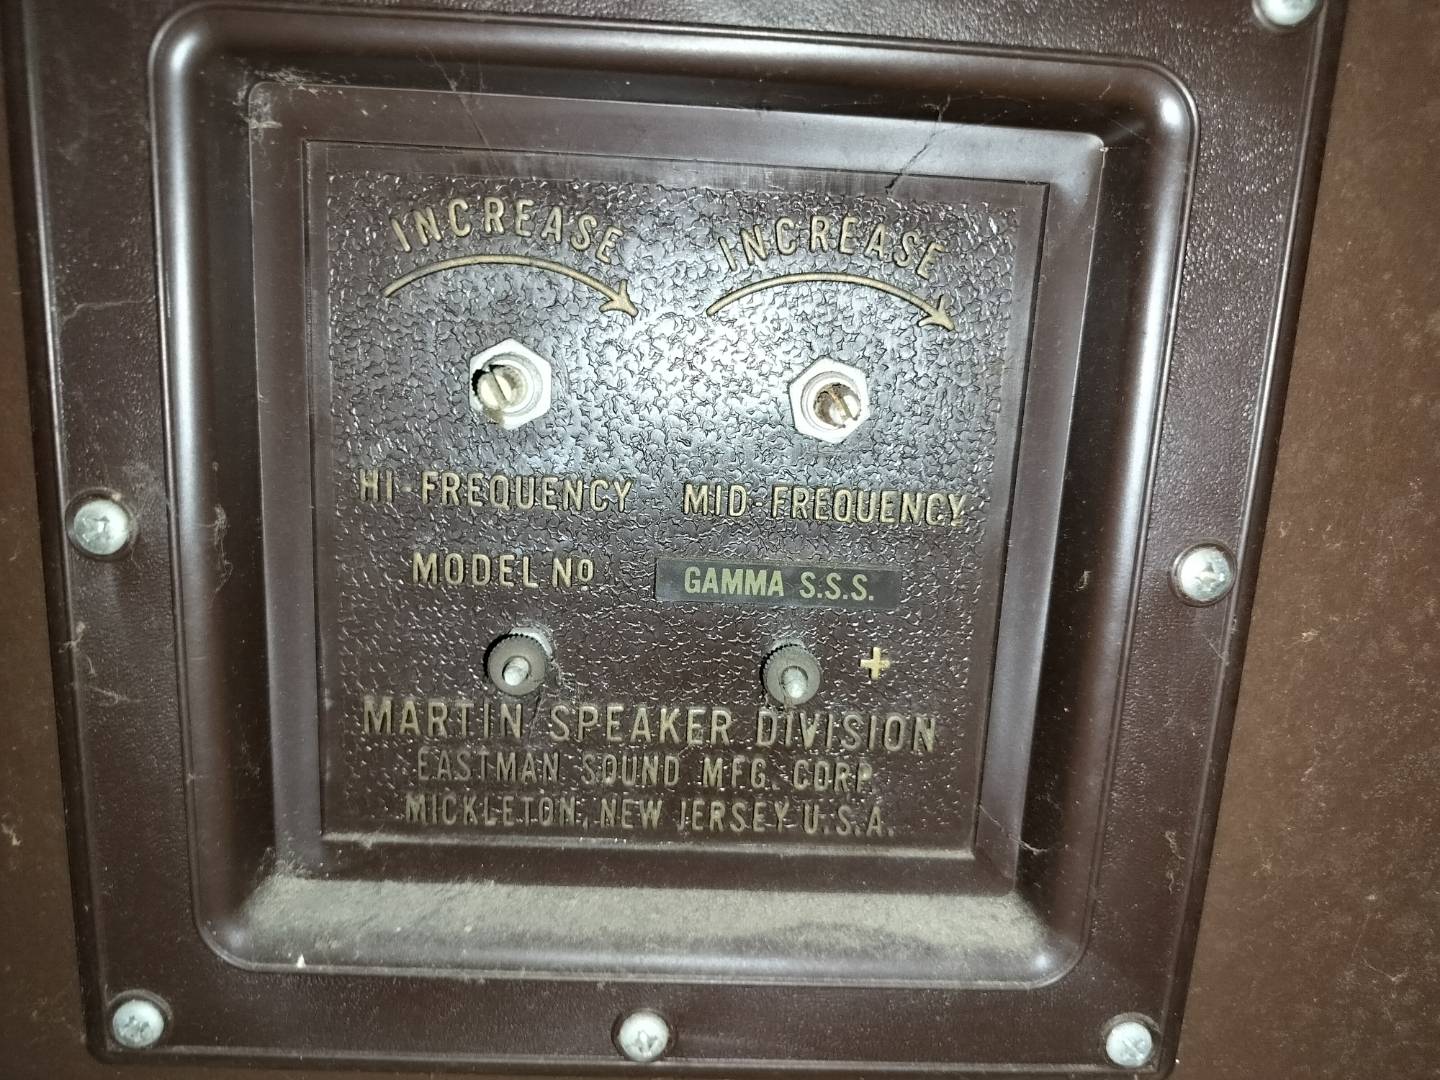 INCREASE INCREASE
HI-FREQUENCY MID-FREQUENCY
MODEL Nº GAMMA S.S.S.
+
MARTIN SPEAKER DIVISION
EASTMAN SOUND MFG. CORP.
MICKLETON, NEW JERSEY U.S.A.